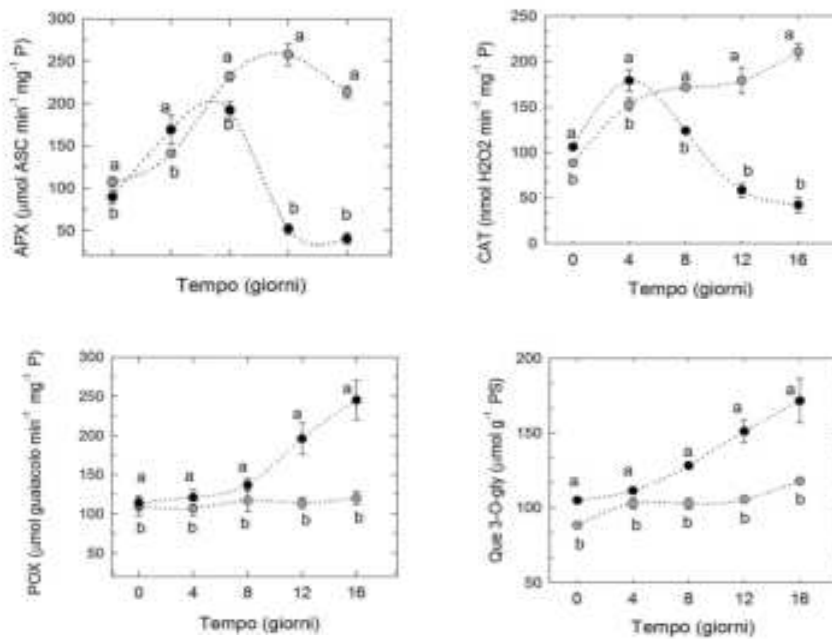 APX (μmol ASC min⁻¹ mg⁻¹ P)
300
250
200
150
100
50
a
b
a
b
a
b
a
b
a
b
Tempo (giorni)
CAT (nmol H2O2 min⁻¹ mg⁻¹ P)
250
200
150
100
50
0
a
b
a
b
a
b
a
b
a
b
0 4 8 12 16
Tempo (giorni)
POX (μmol guaiacolo min⁻¹ mg⁻¹ P)
300
250
200
150
100
50
a
b
a
b
a
b
a
b
a
b
0 4 8 12 16
Tempo (giorni)
Que 3-O-gly (μmol g⁻¹ PS)
200
150
100
50
a
b
a
b
a
b
a
b
a
b
0 4 8 12 16
Tempo (giorni)